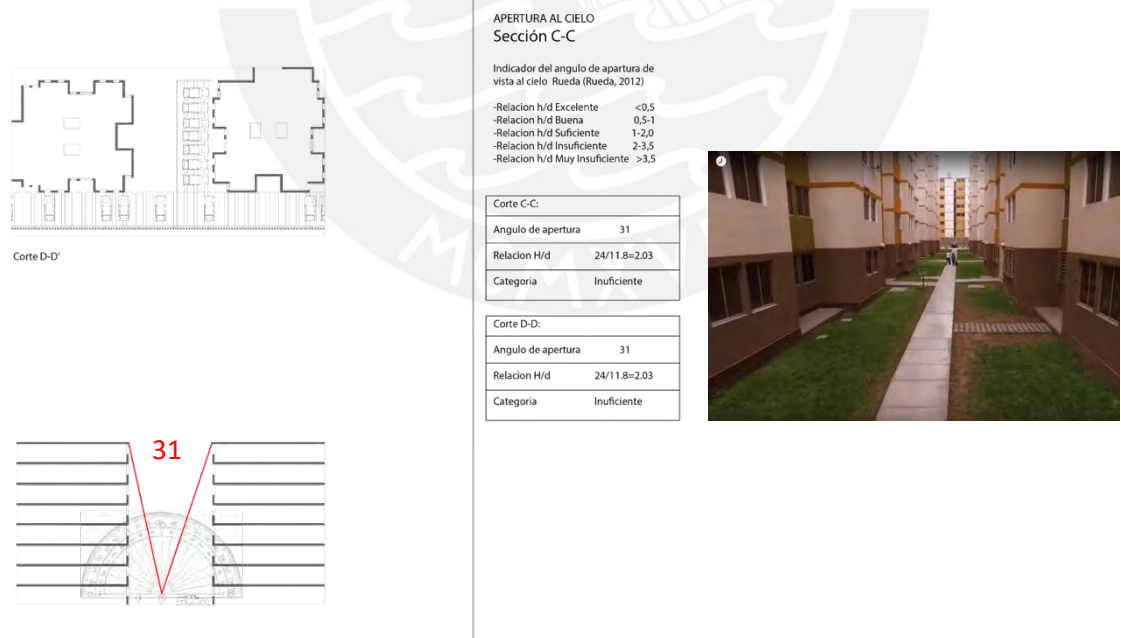 APERTURA AL CIELO
Sección C-C
Indicador del angulo de apartura de
vista al cielo Rueda (Rueda, 2012)
-Relacion h/d Excelente <0,5
-Relacion h/d Buena 0,5-1
-Relacion h/d Suficiente 1-2,0
-Relacion h/d Insuficiente 2-3,5
-Relacion h/d Muy Insuficiente >3,5
Corte C-C:
Angulo de apertura 31
Relacion H/d 24/11.8=2.03
Categoria Inuficiente
Corte D-D:
Angulo de apertura 31
Relacion H/d 24/11.8=2.03
Categoria Inuficiente
Corte D-D'
31
MCMXVII